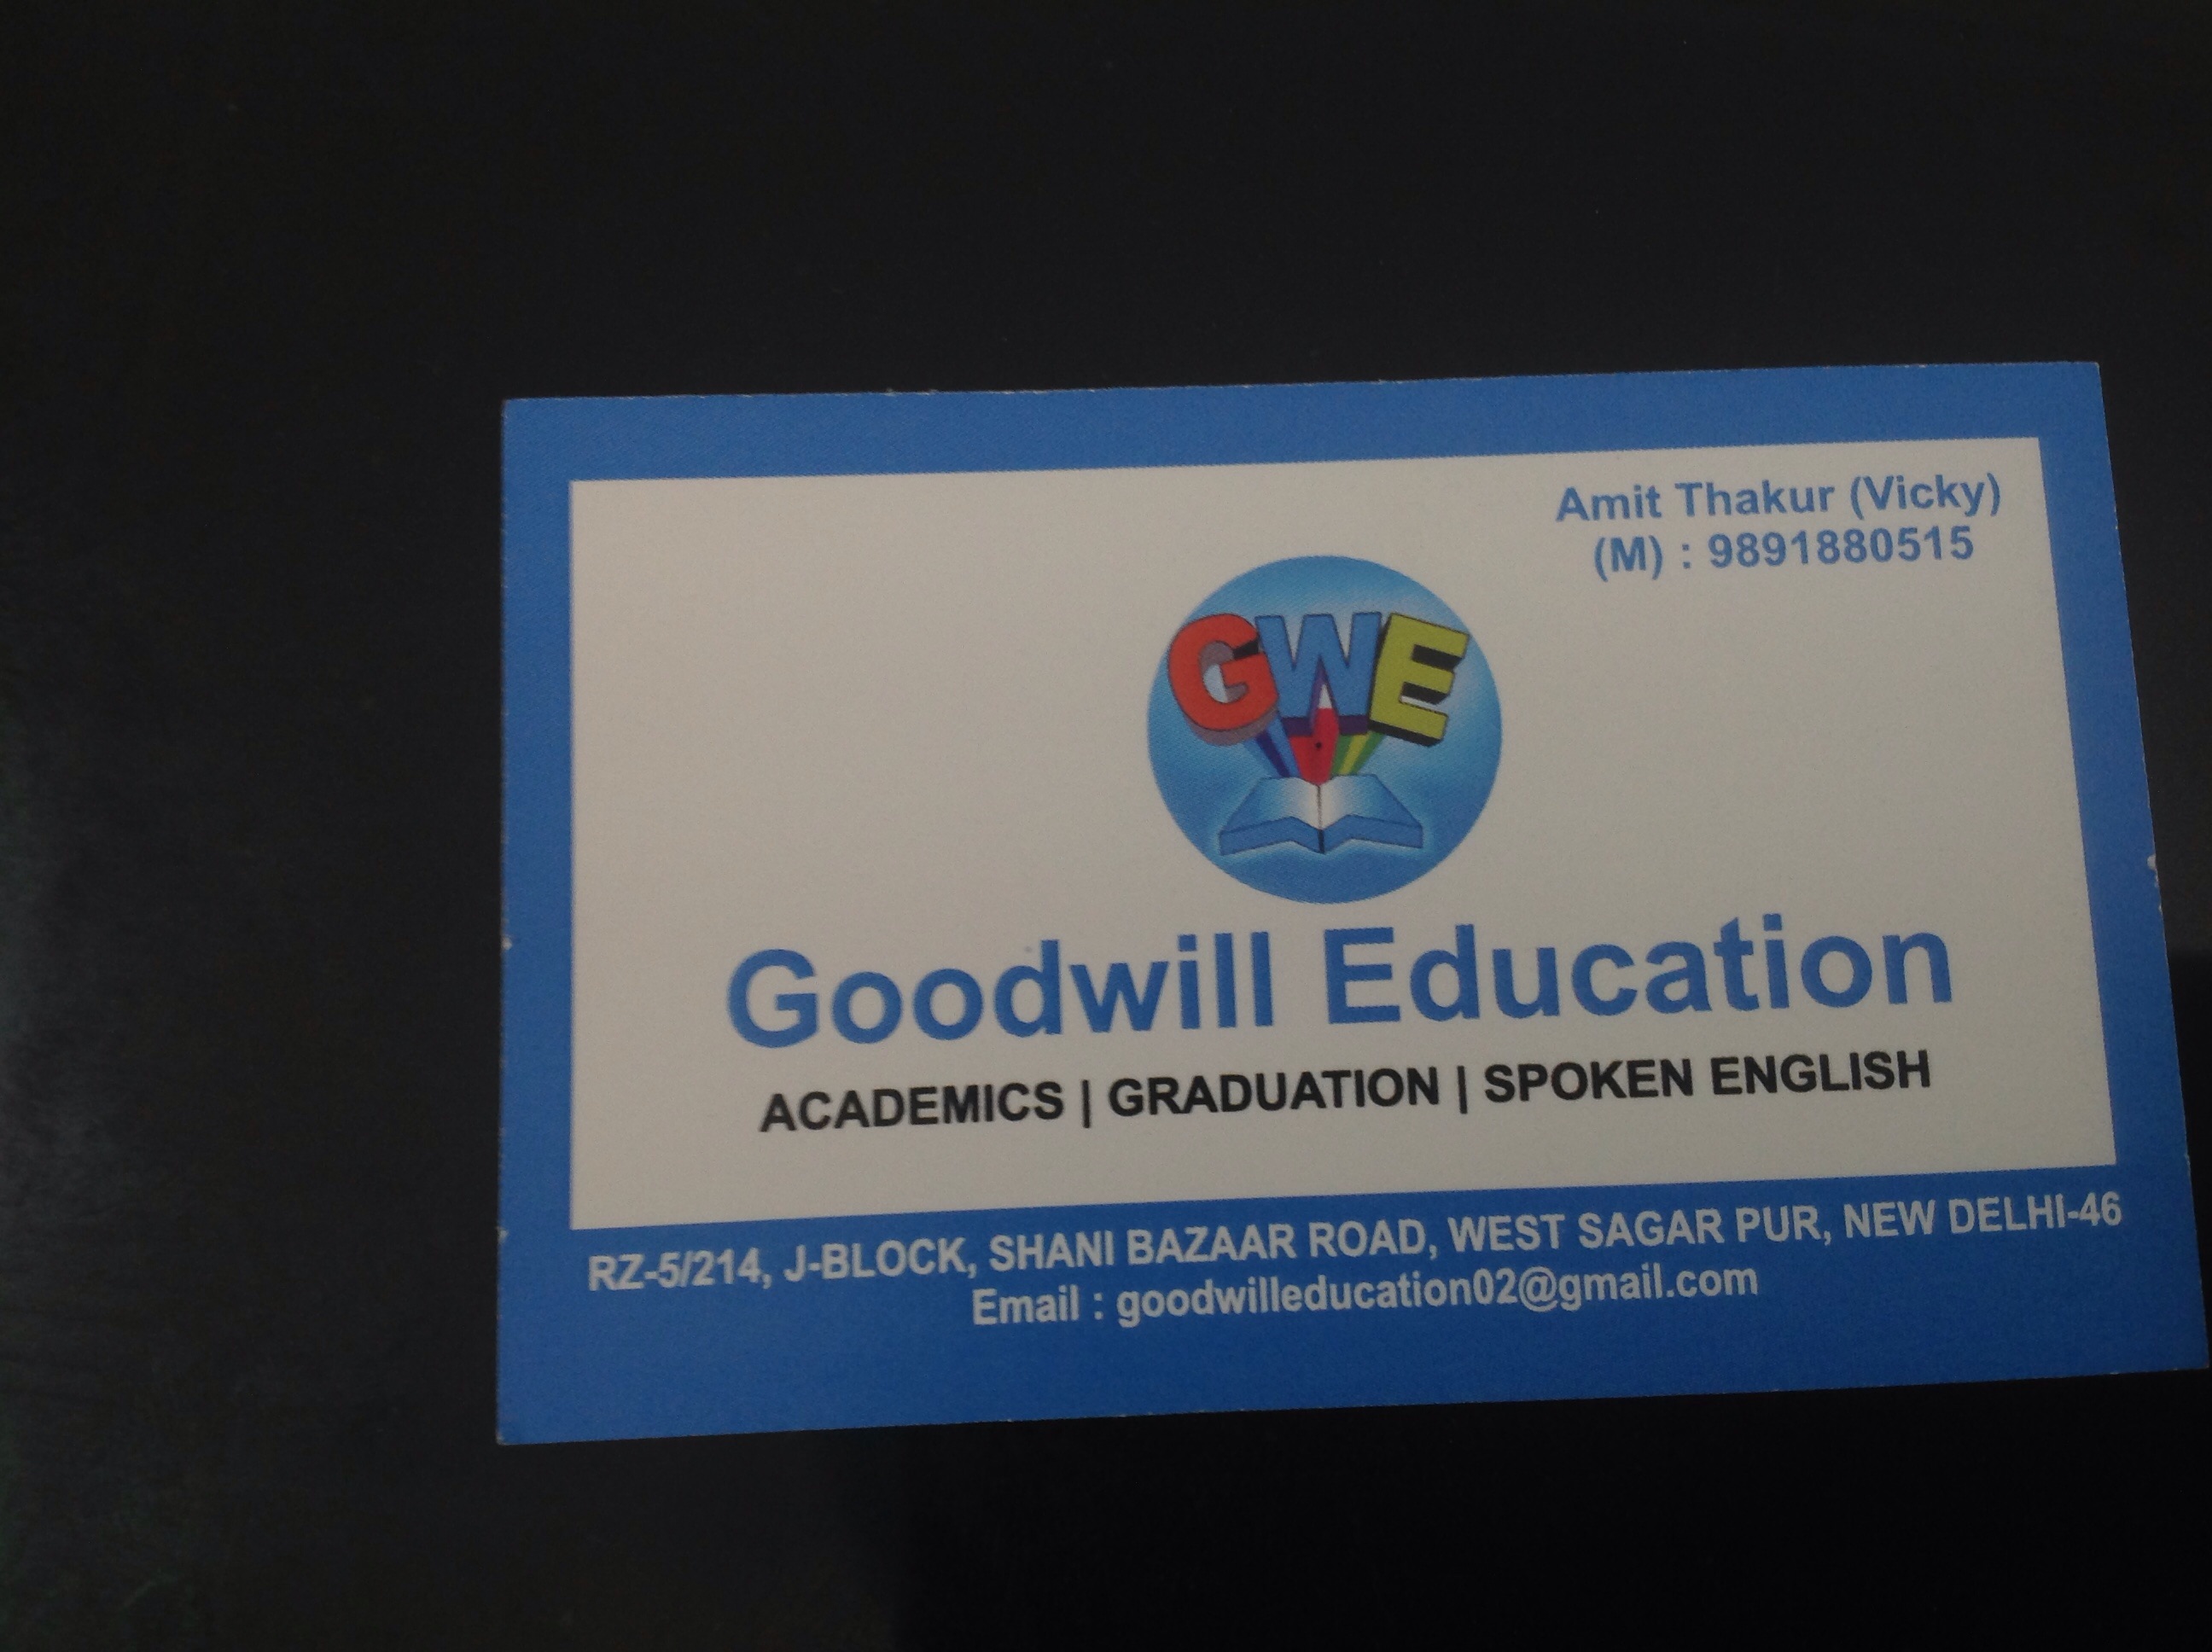 Amit Thakur (Vicky)
(M) : 9891880515
GWE
Goodwill Education
ACADEMICS | GRADUATION | SPOKEN ENGLISH
RZ-5/214, J-BLOCK, SHANI BAZAAR ROAD, WEST SAGAR PUR, NEW DELHI-46
Email : goodwilleducation02@gmail.com